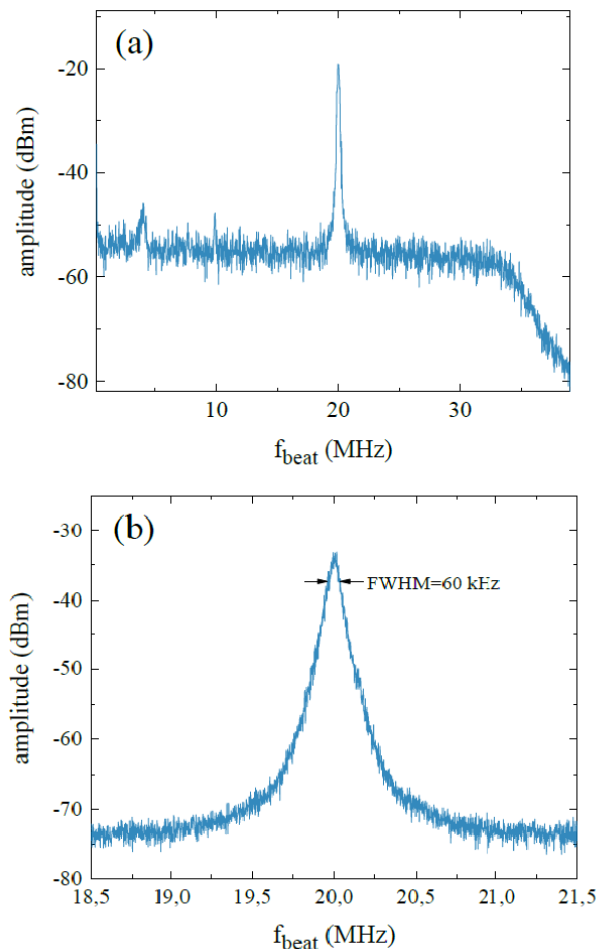 (a)
-20
-40
-60
-80
amplitude (dBm)
10 20 30
f_beat (MHz)
(b)
-30
-40
-50
-60
-70
-80
FWHM=60 kHz
amplitude (dBm)
18,5 19,0 19,5 20,0 20,5 21,0 21,5
f_beat (MHz)